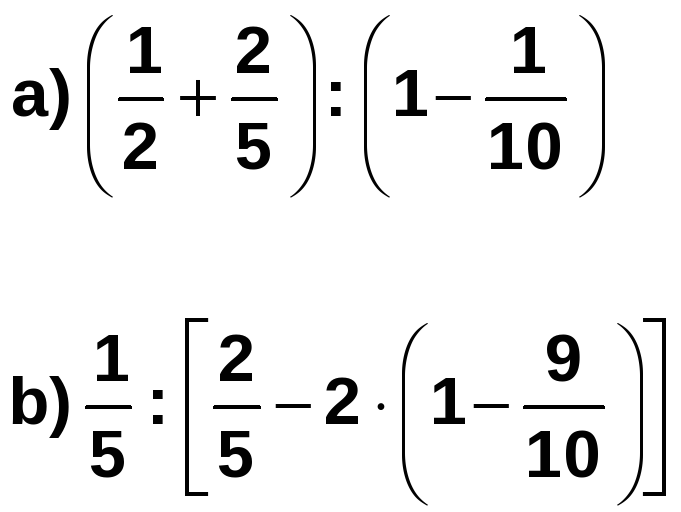 a) (1/2 + 2/5) : (1 − 1/10)
b) 1/5 : [2/5 − 2 · (1 − 9/10)]